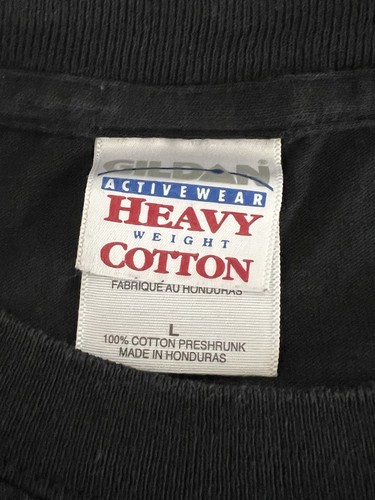 GILDAN
ACTIVEWEAR
HEAVY
WEIGHT
COTTON
FABRIQUÉ AU HONDURAS
L
100% COTTON PRESHRUNK
MADE IN HONDURAS